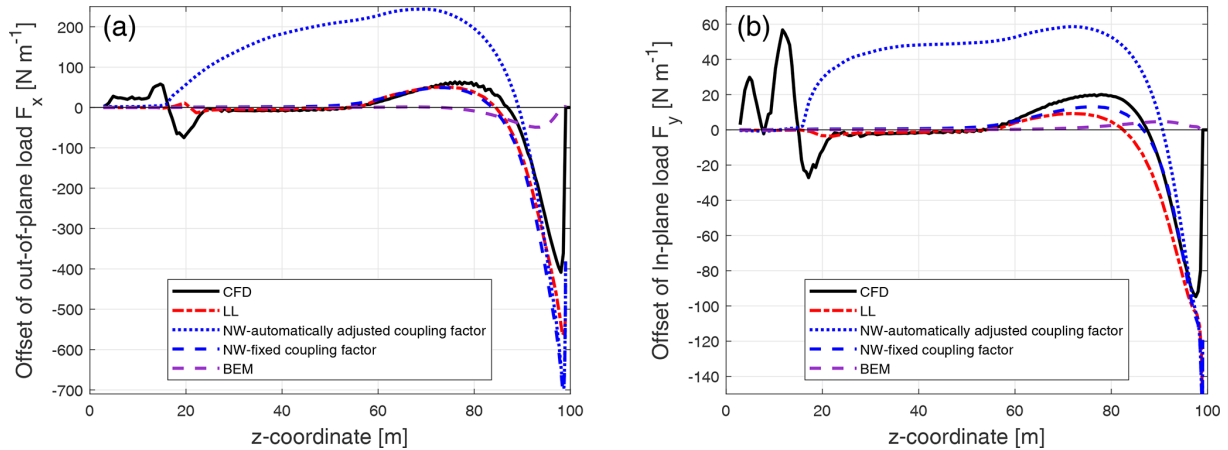 (a)
Offset of out-of-plane load F_x [N m^-1]
200
100
0
-100
-200
-300
-400
-500
-600
-700
CFD
LL
NW-automatically adjusted coupling factor
NW-fixed coupling factor
BEM
0 20 40 60 80 100
z-coordinate [m]
(b)
Offset of In-plane load F_y [N m^-1]
60
40
20
0
-20
-40
-60
-80
-100
-120
-140
CFD
LL
NW-automatically adjusted coupling factor
NW-fixed coupling factor
BEM
0 20 40 60 80 100
z-coordinate [m]